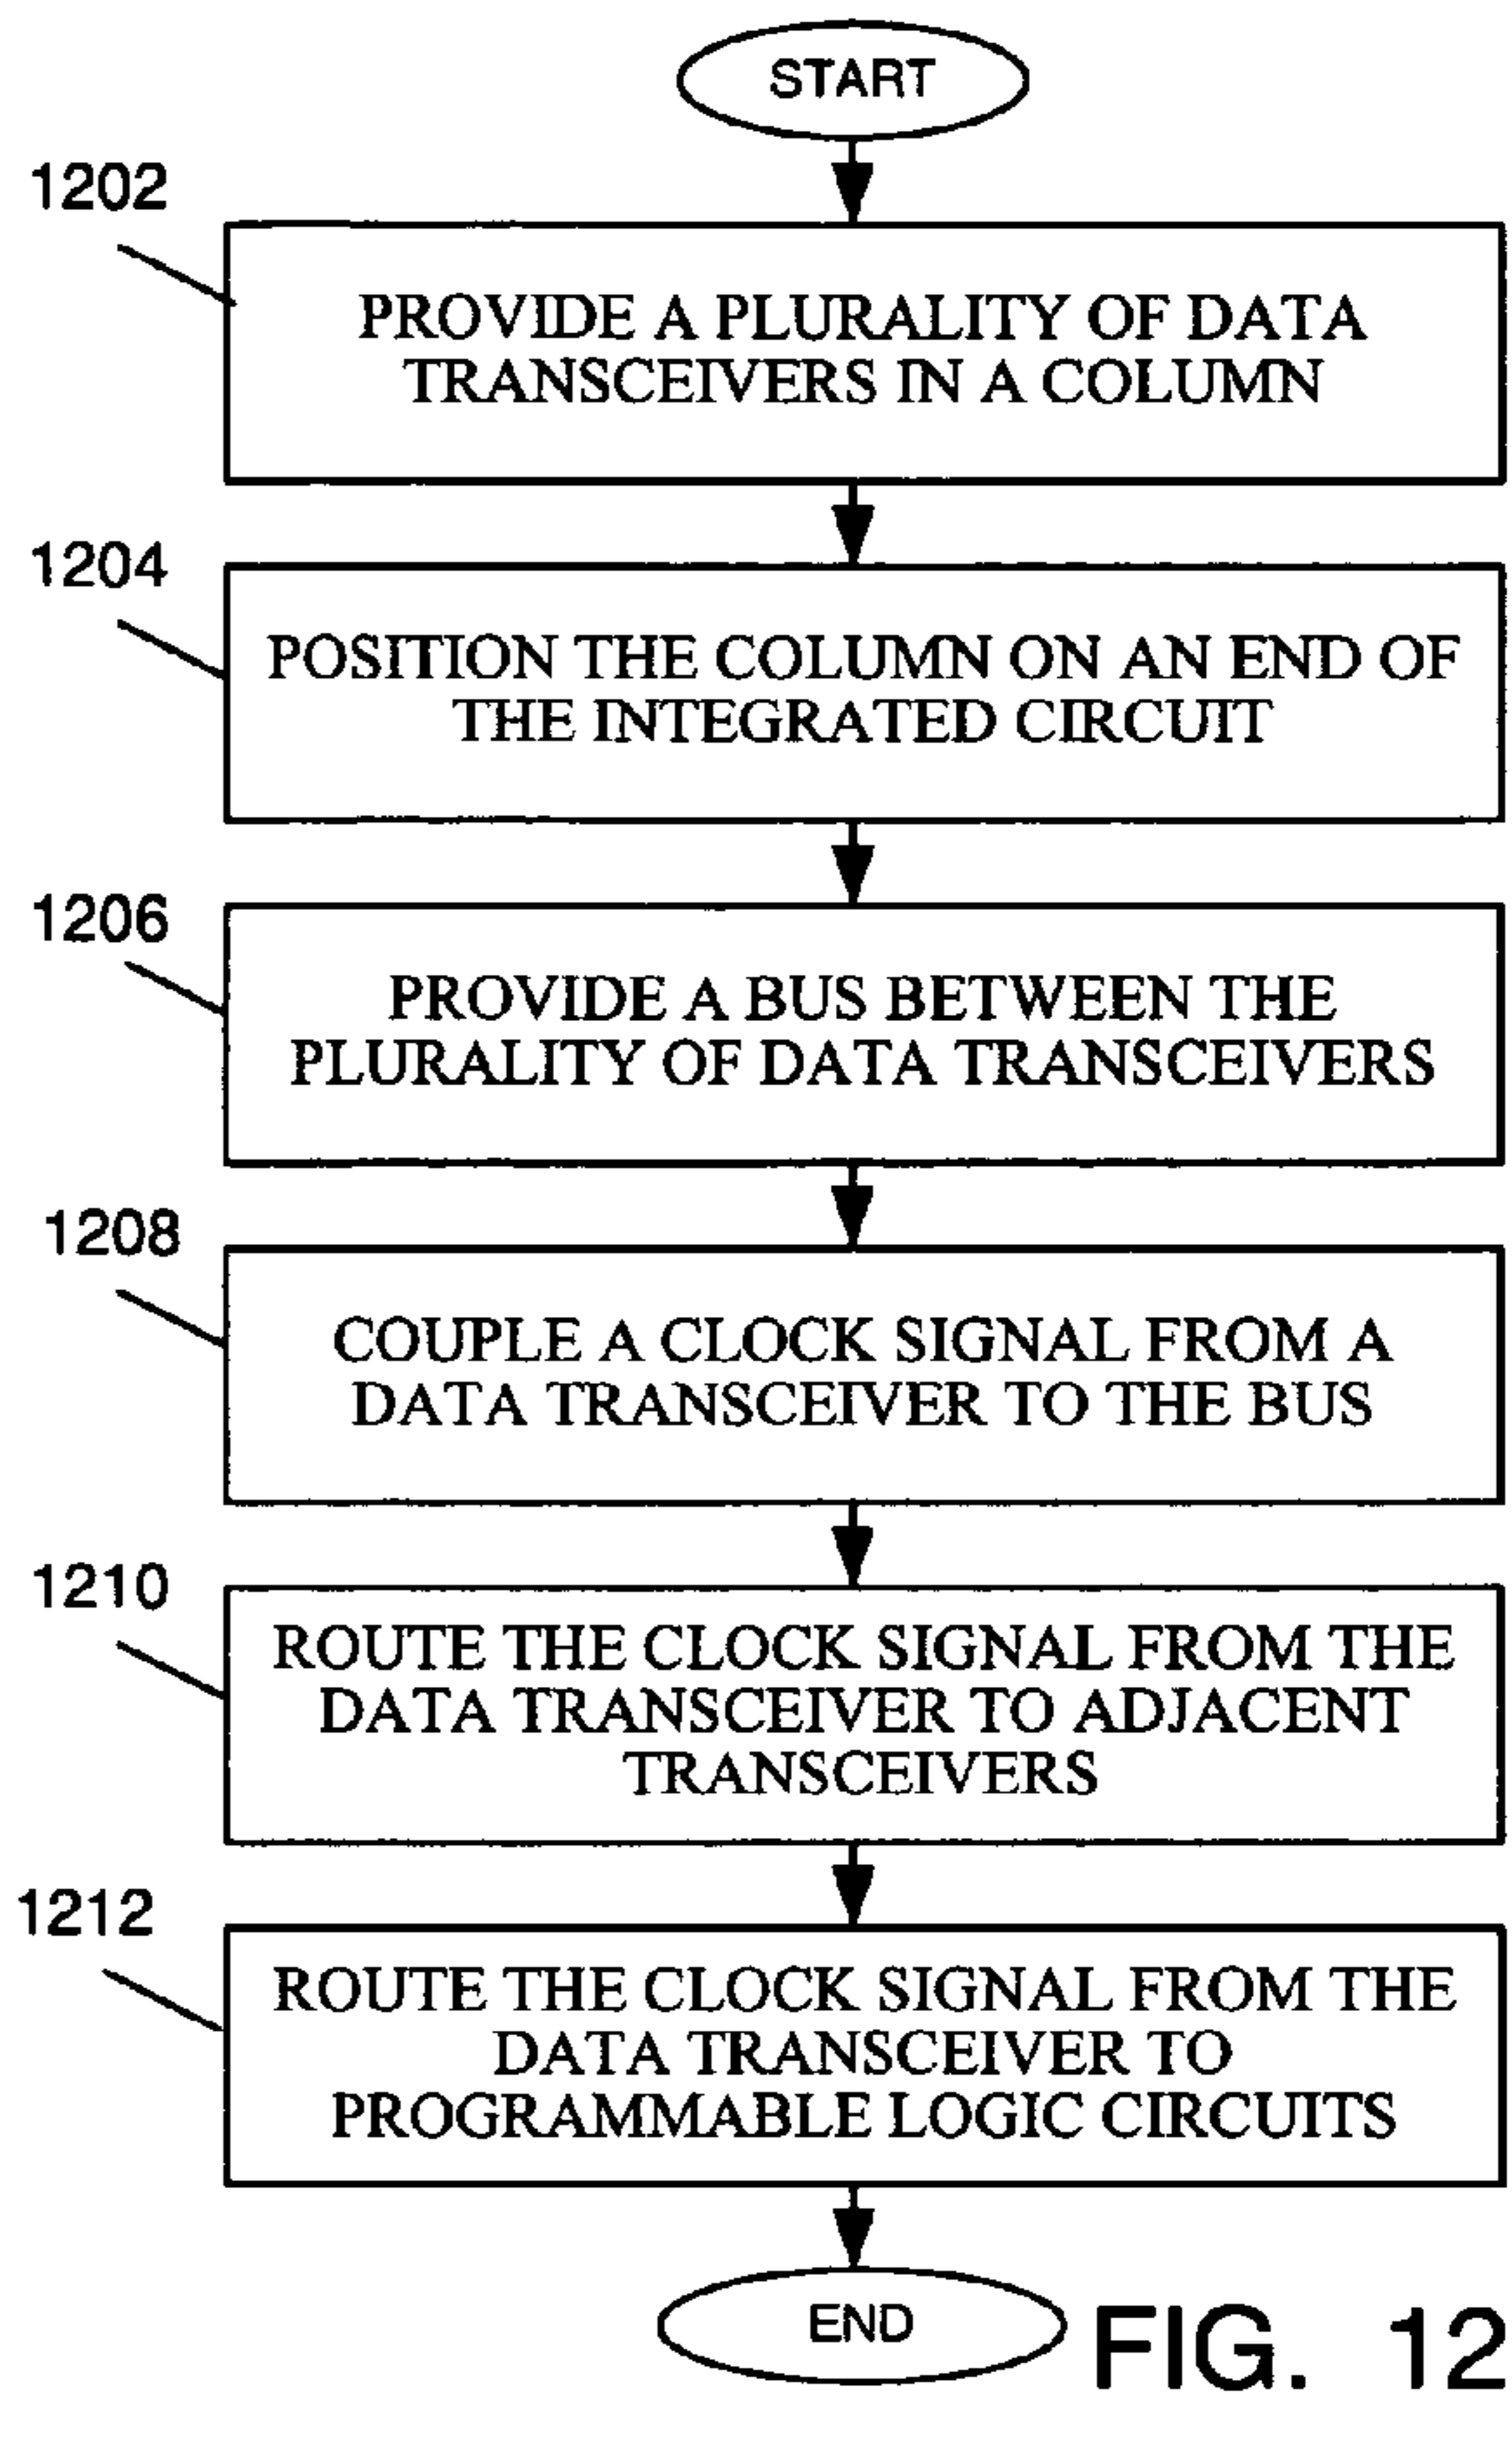 START
1202
PROVIDE A PLURALITY OF DATA
TRANSCEIVERS IN A COLUMN
1204
POSITION THE COLUMN ON AN END OF
THE INTEGRATED CIRCUIT
1206
PROVIDE A BUS BETWEEN THE
PLURALITY OF DATA TRANSCEIVERS
1208
COUPLE A CLOCK SIGNAL FROM A
DATA TRANSCEIVER TO THE BUS
1210
ROUTE THE CLOCK SIGNAL FROM THE
DATA TRANSCEIVER TO ADJACENT
TRANSCEIVERS
1212
ROUTE THE CLOCK SIGNAL FROM THE
DATA TRANSCEIVER TO
PROGRAMMABLE LOGIC CIRCUITS
END
FIG. 12